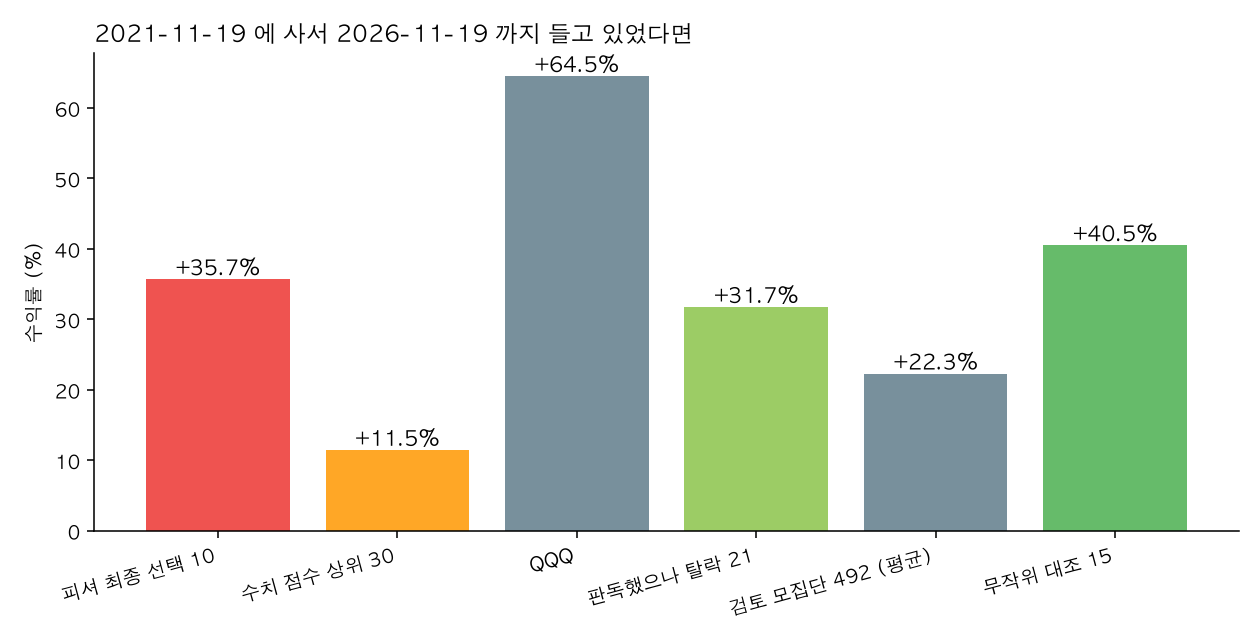 2021-11-19 에 사서 2026-11-19 까지 들고 있었다면
수익률 (%)
60
50
40
30
20
10
0
+35.7%
+11.5%
+64.5%
+31.7%
+22.3%
+40.5%
피셔 최종 선택 10
수치 점수 상위 30
QQQ
판독했으나 탈락 21
검토 모집단 492 (평균)
무작위 대조 15